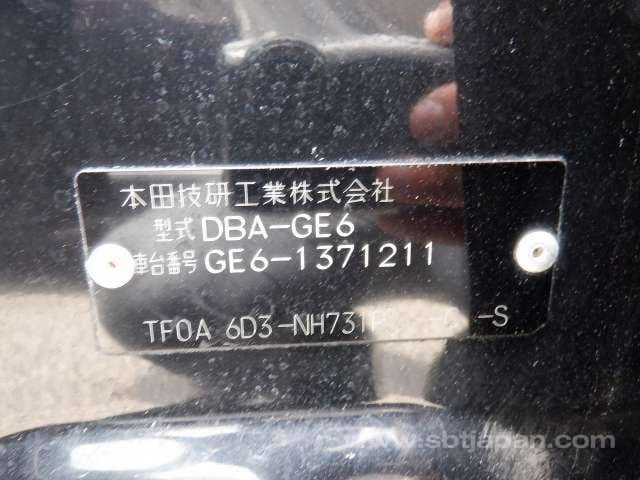 本田技研工業株式会社
型式 DBA-GE6
車台番号 GE6-1371211
TF0A 6D3-NH731P -S
www.sbtjapan.com